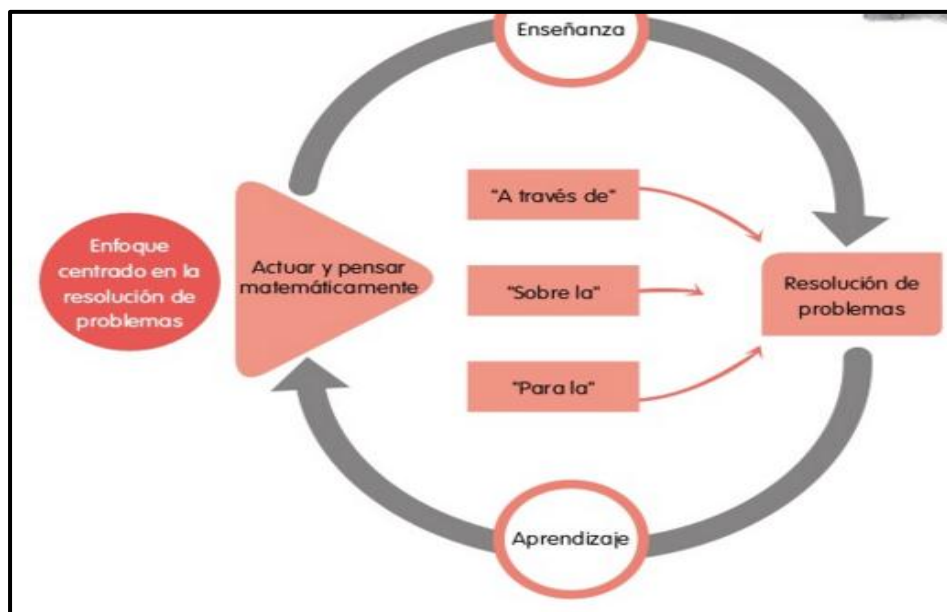 Enseñanza
"A través de"
Enfoque
centrado en la
resolución de
problemas
Actuar y pensar
matemáticamente
"Sobre la"
Resolución de
problemas
"Para la"
Aprendizaje